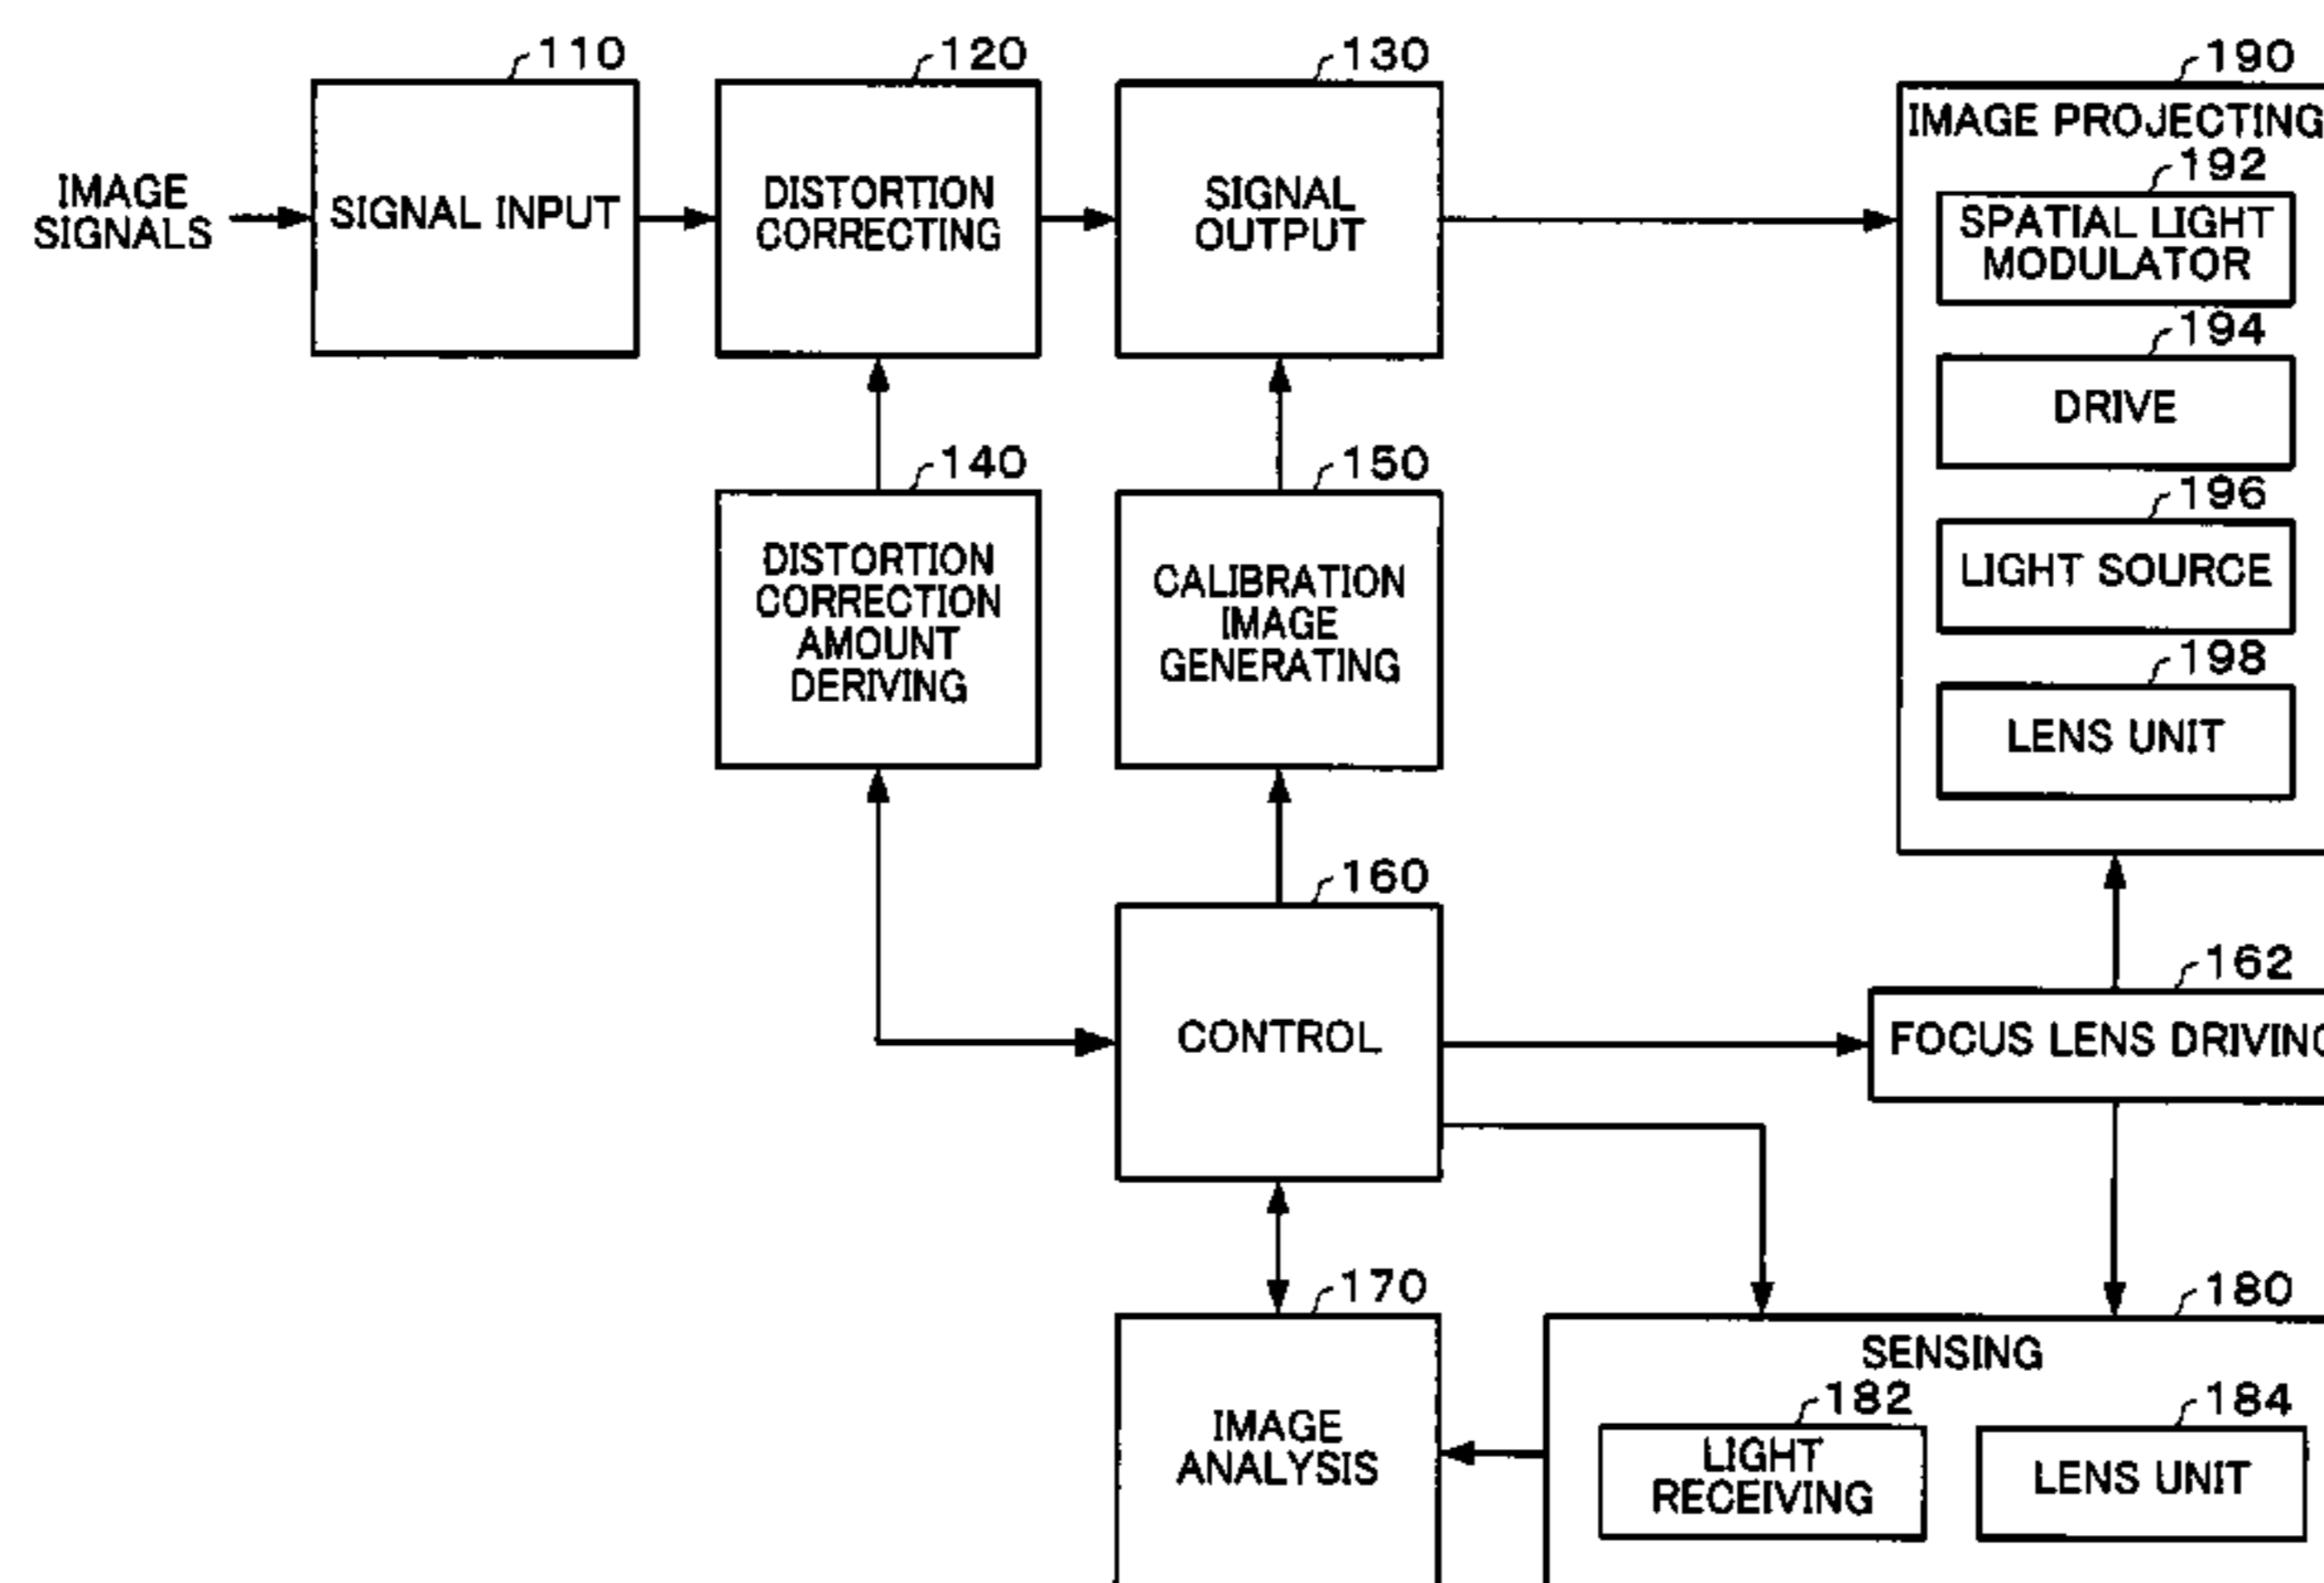 110
120
130
190
IMAGE PROJECTING
192
IMAGE
SIGNALS
SIGNAL INPUT
DISTORTION
CORRECTING
SIGNAL
OUTPUT
SPATIAL LIGHT
MODULATOR
194
DRIVE
140
150
196
DISTORTION
CORRECTION
AMOUNT
DERIVING
CALIBRATION
IMAGE
GENERATING
LIGHT SOURCE
198
LENS UNIT
160
162
CONTROL
FOCUS LENS DRIVING
170
180
SENSING
182
184
IMAGE
ANALYSIS
LIGHT
RECEIVING
LENS UNIT